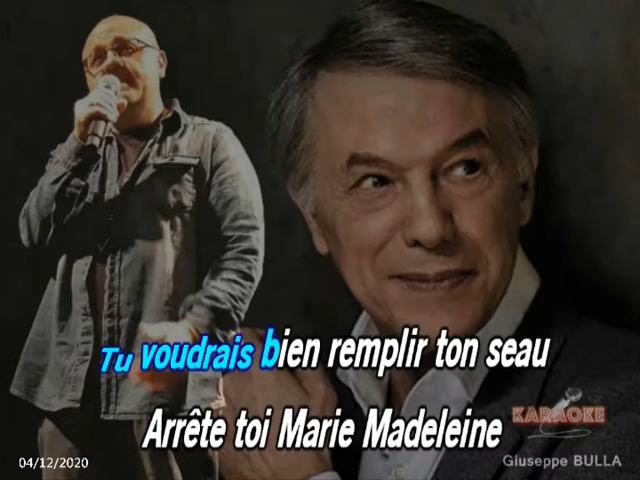 Tu voudrais bien remplir ton seau
Arrête toi Marie Madeleine
KARAOKE
04/12/2020
Giuseppe BULLA